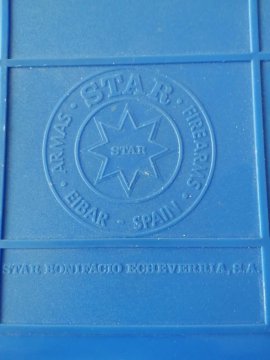 STAR
· ARMAS · FIREARMS ·
STAR
EIBAR - SPAIN
STAR BONIFACIO ECHEVERRIA, S.A.